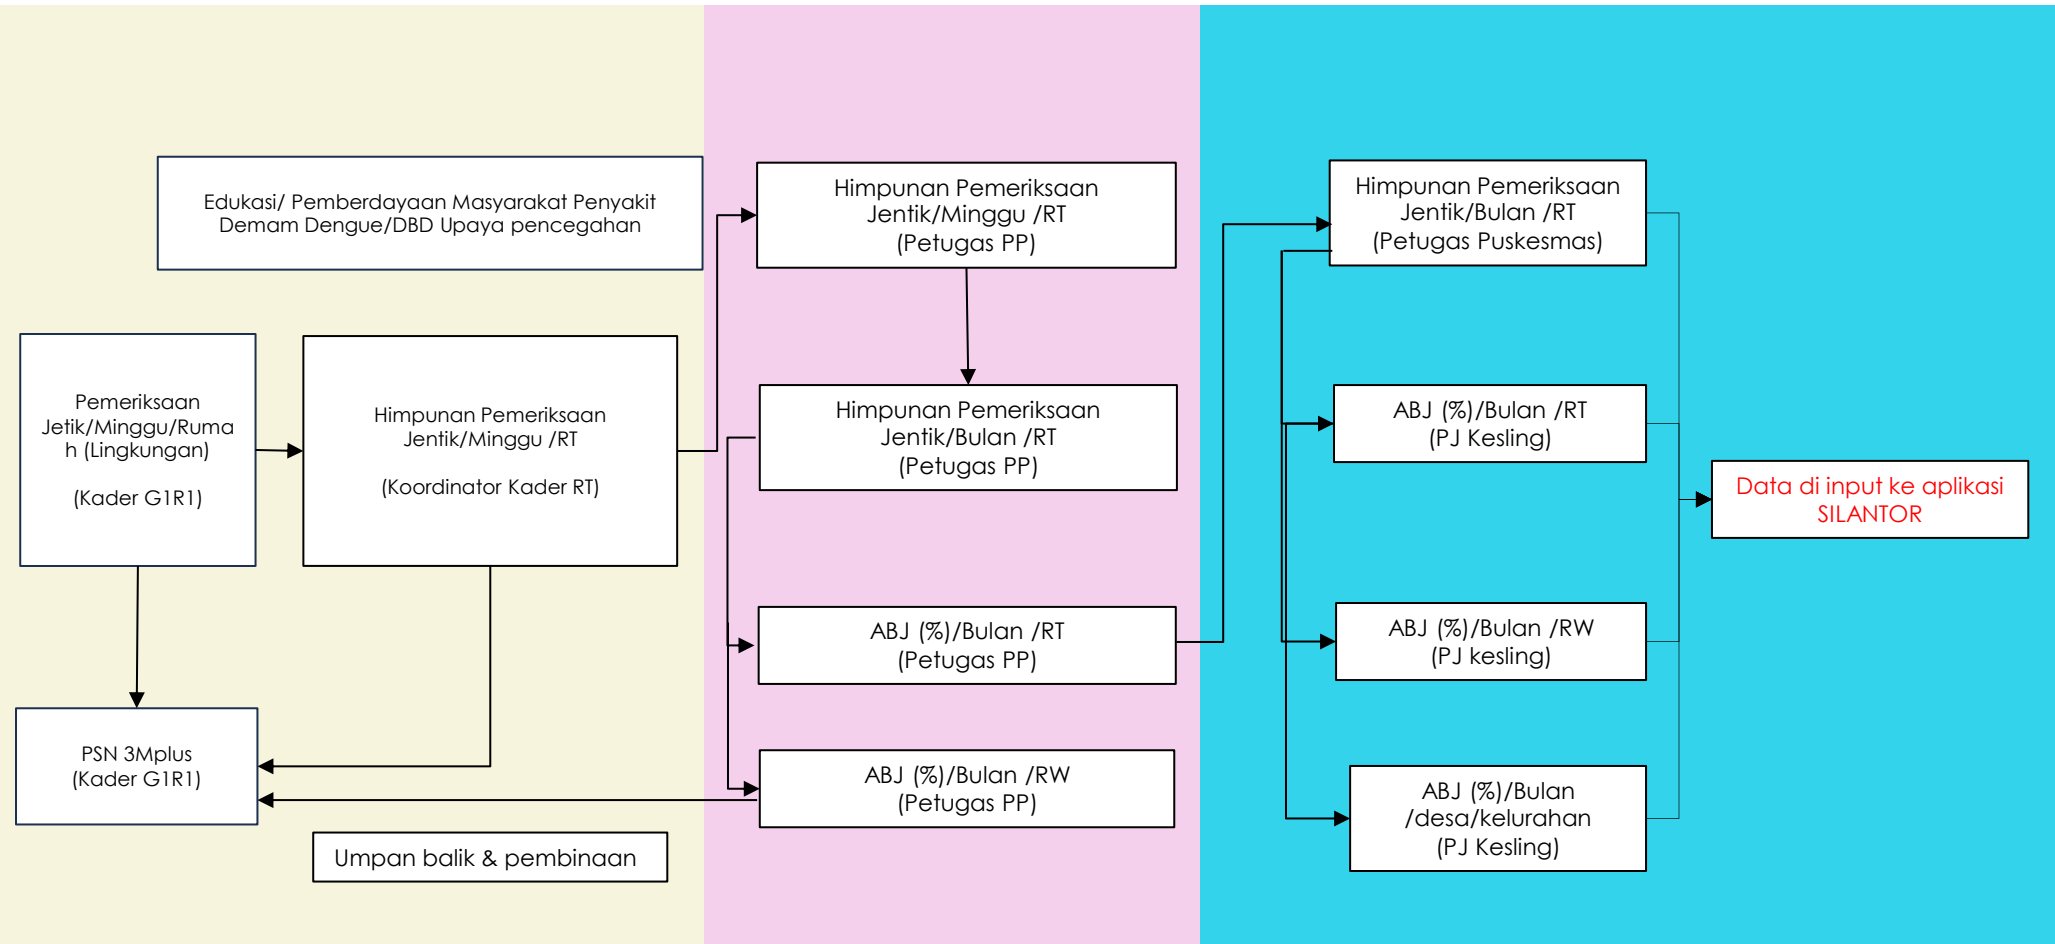 Edukasi/ Pemberdayaan Masyarakat Penyakit
Demam Dengue/DBD Upaya pencegahan
Pemeriksaan
Jetik/Minggu/Ruma
h (Lingkungan)
(Kader G1R1)
Himpunan Pemeriksaan
Jentik/Minggu /RT
(Koordinator Kader RT)
PSN 3Mplus
(Kader G1R1)
Umpan balik & pembinaan
Himpunan Pemeriksaan
Jentik/Minggu /RT
(Petugas PP)
Himpunan Pemeriksaan
Jentik/Bulan /RT
(Petugas PP)
ABJ (%)/Bulan /RT
(Petugas PP)
ABJ (%)/Bulan /RW
(Petugas PP)
Himpunan Pemeriksaan
Jentik/Bulan /RT
(Petugas Puskesmas)
ABJ (%)/Bulan /RT
(PJ Kesling)
ABJ (%)/Bulan /RW
(PJ kesling)
ABJ (%)/Bulan
/desa/kelurahan
(PJ Kesling)
Data di input ke aplikasi
SILANTOR